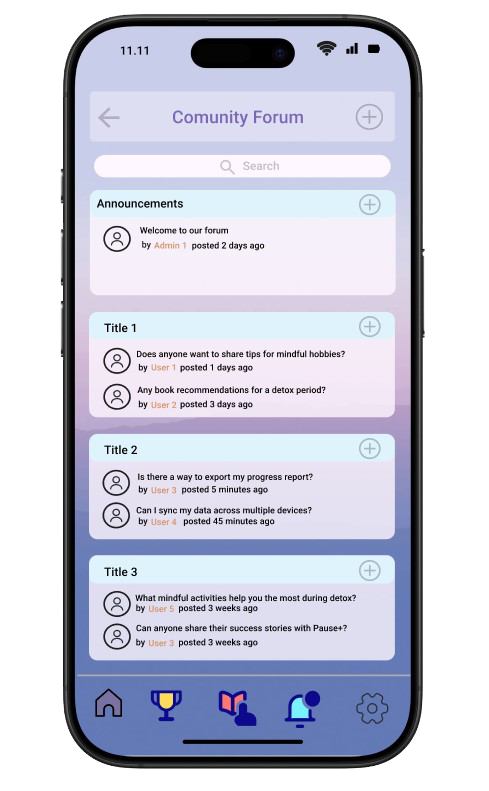 11.11
Comunity Forum
Search
Announcements
Welcome to our forum
by Admin 1 posted 2 days ago
Title 1
Does anyone want to share tips for mindful hobbies?
by User 1 posted 1 days ago
Any book recommendations for a detox period?
by User 2 posted 3 days ago
Title 2
Is there a way to export my progress report?
by User 3 posted 5 minutes ago
Can I sync my data across multiple devices?
by User 4 posted 45 minutes ago
Title 3
What mindful activities help you the most during detox?
by User 5 posted 3 weeks ago
Can anyone share their success stories with Pause+?
by User 3 posted 3 weeks ago